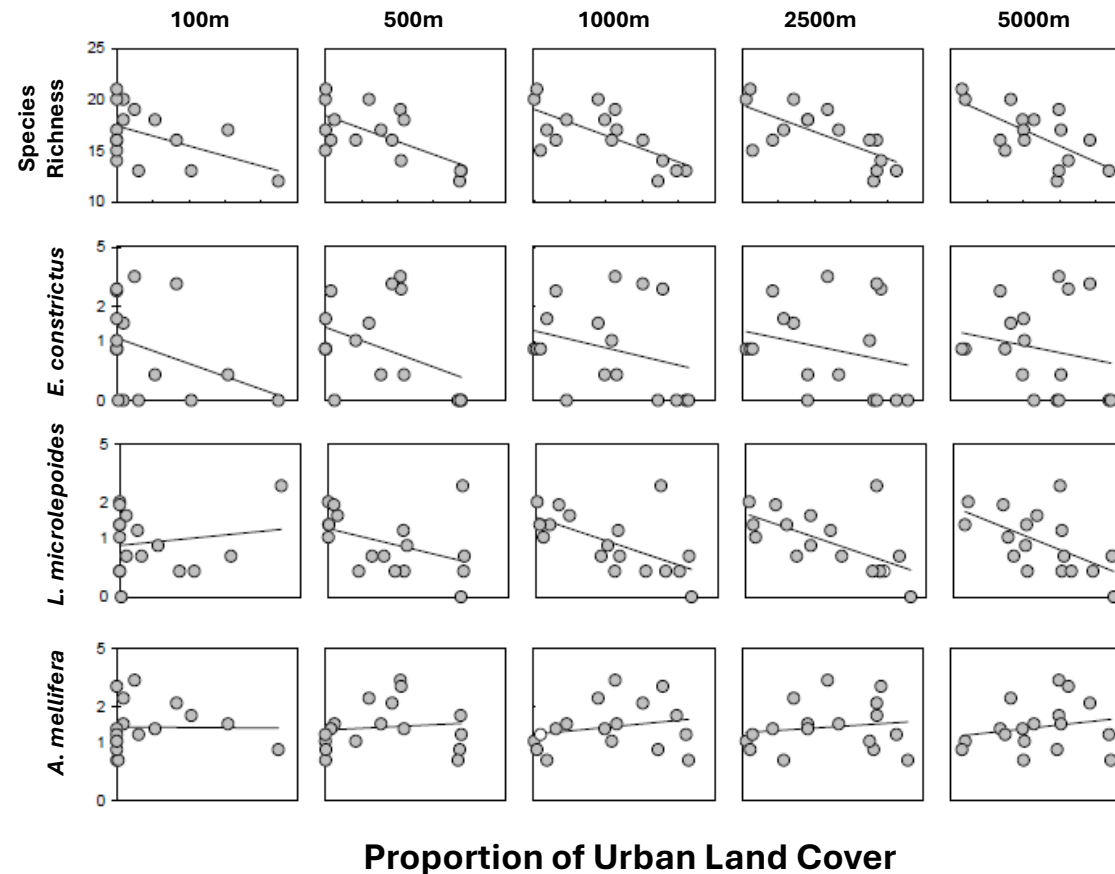 100m 500m 1000m 2500m 5000m
Species
Richness
25
20
15
10
E. constrictus
5
2
1
0
L. microlepoides
5
2
1
0
A. mellifera
5
2
1
0
Proportion of Urban Land Cover